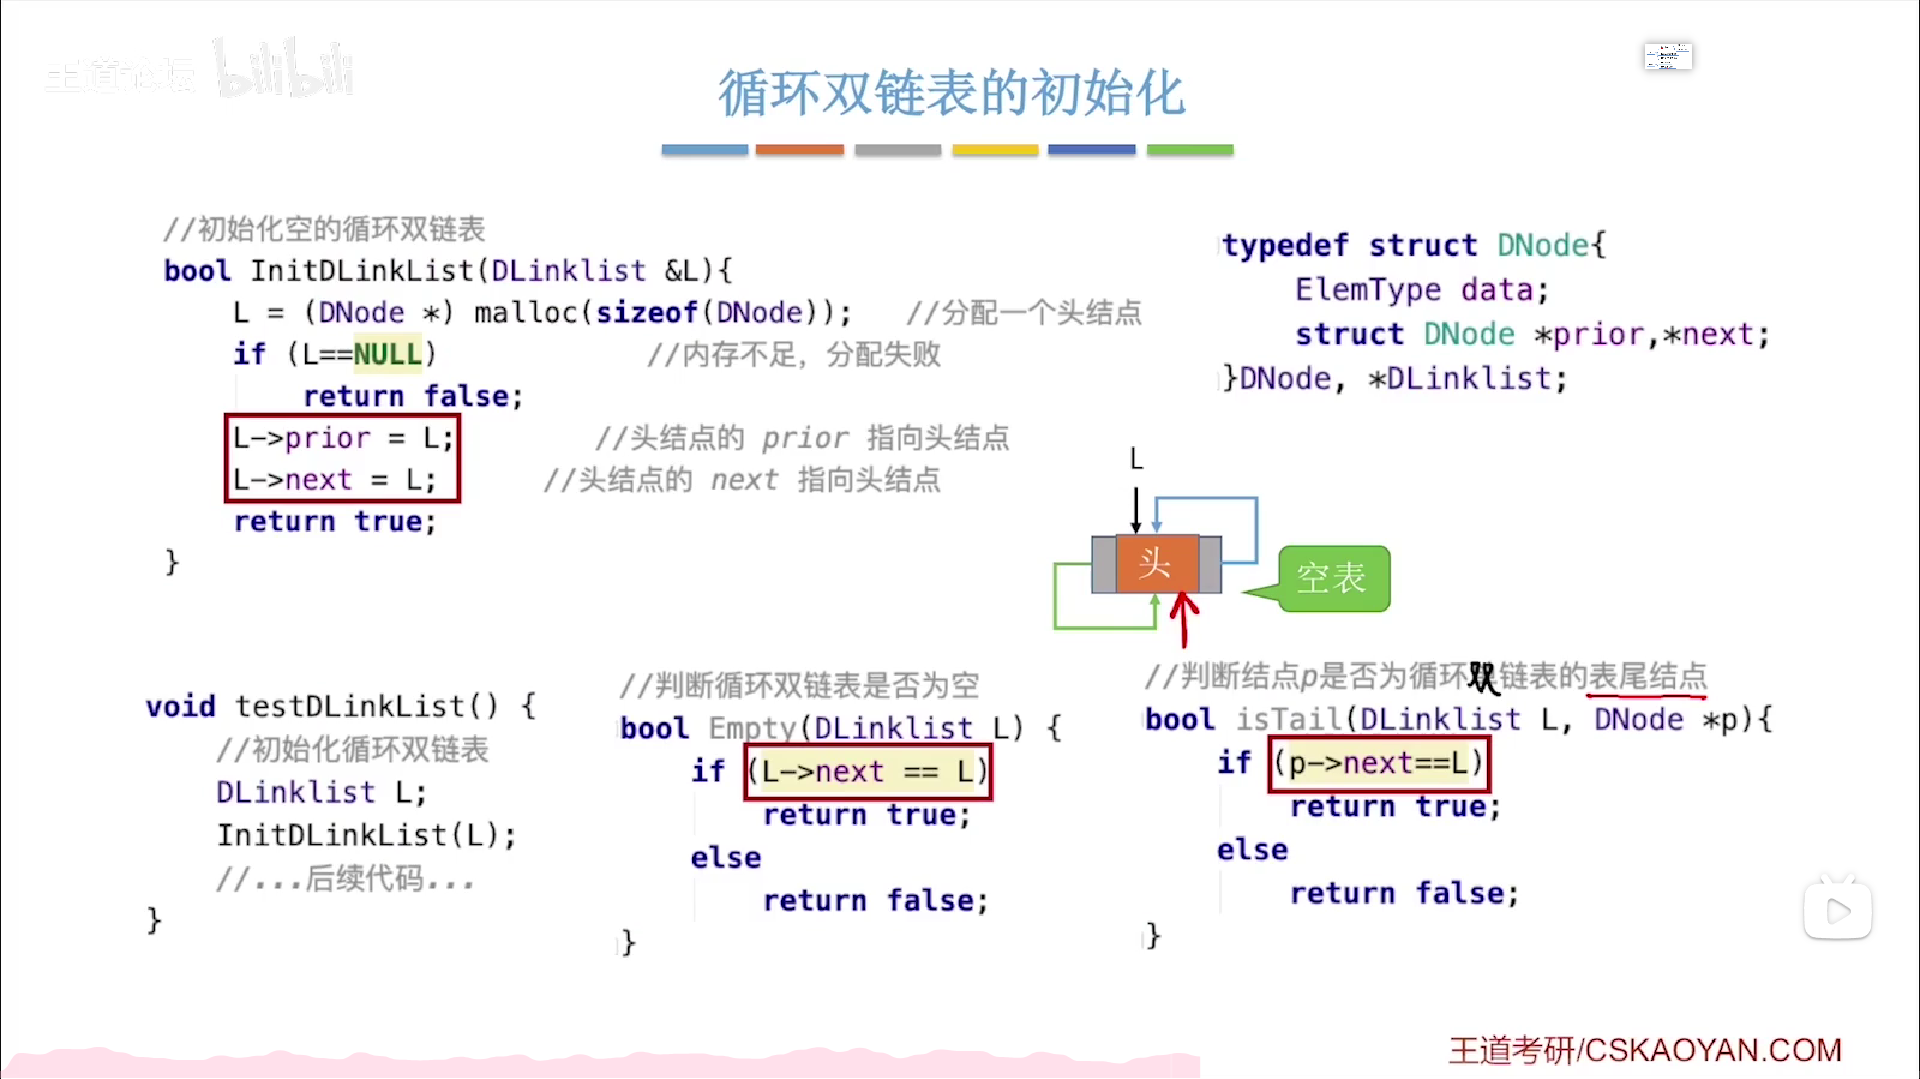 王道论坛 bilibili
循环双链表的初始化
//初始化空的循环双链表
bool InitDLinkList(DLinklist &L){
L = (DNode *) malloc(sizeof(DNode)); //分配一个头结点
if (L==NULL) //内存不足，分配失败
return false;
L->prior = L; //头结点的 prior 指向头结点
L->next = L; //头结点的 next 指向头结点
return true;
}
typedef struct DNode{
ElemType data;
struct DNode *prior,*next;
}DNode, *DLinklist;
L
头
空表
void testDLinkList() {
//初始化循环双链表
DLinklist L;
InitDLinkList(L);
//...后续代码...
}
//判断循环双链表是否为空
bool Empty(DLinklist L) {
if (L->next == L)
return true;
else
return false;
}
//判断结点p是否为循环双链表的表尾结点
bool isTail(DLinklist L, DNode *p){
if (p->next==L)
return true;
else
return false;
}
王道考研/CSKAOYAN.COM